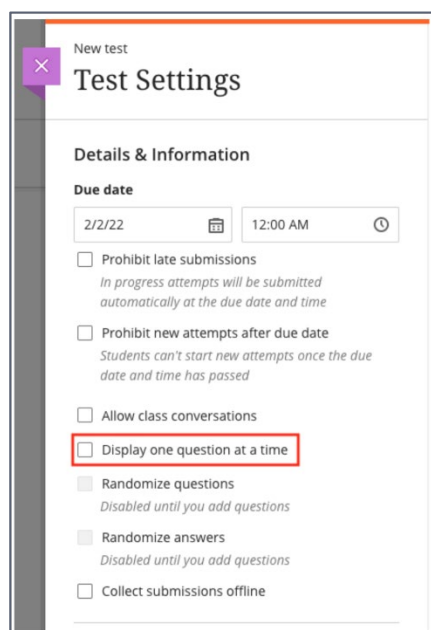 New test
Test Settings
Details & Information
Due date
2/2/22
12:00 AM
Prohibit late submissions
In progress attempts will be submitted
automatically at the due date and time
Prohibit new attempts after due date
Students can't start new attempts once the due
date and time has passed
Allow class conversations
Display one question at a time
Randomize questions
Disabled until you add questions
Randomize answers
Disabled until you add questions
Collect submissions offline